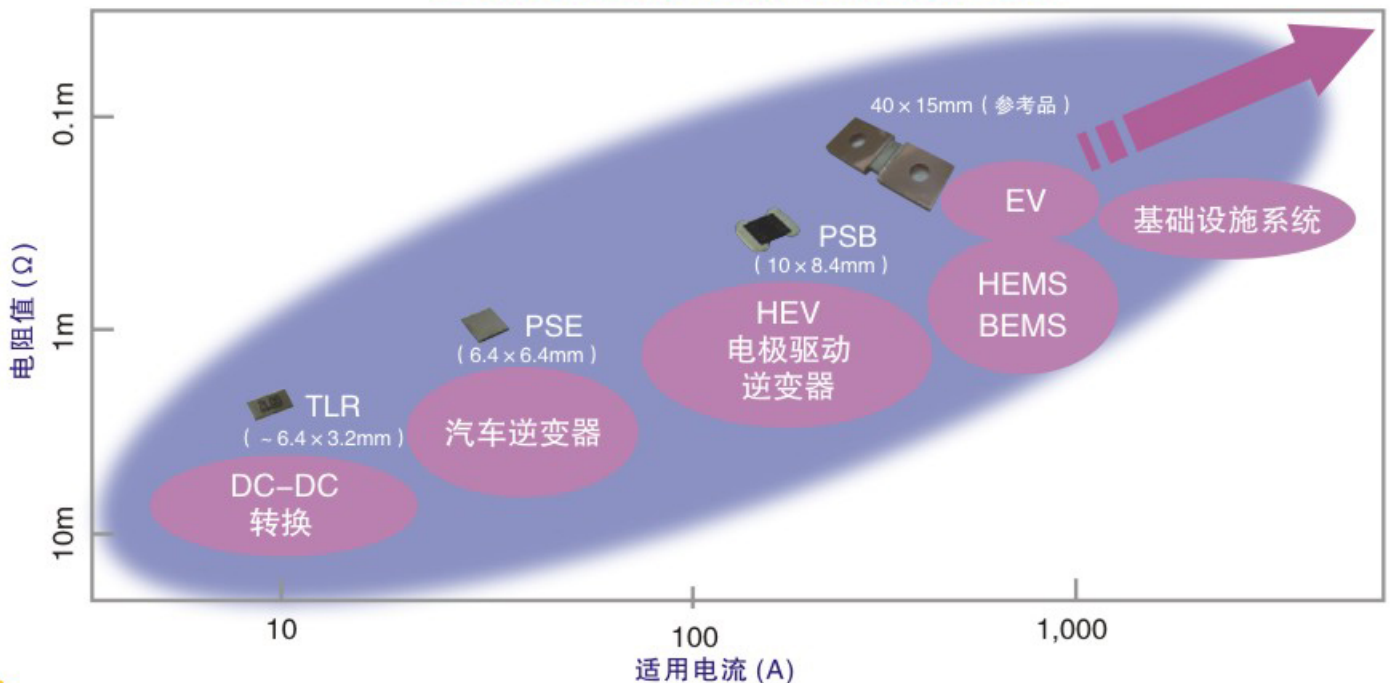 40×15mm（参考品）
EV
基础设施系统
PSB
（10×8.4mm）
HEMS
BEMS
HEV
电极驱动
逆变器
PSE
（6.4×6.4mm）
汽车逆变器
TLR
（~6.4×3.2mm）
DC–DC
转换
电阻值 (Ω)
0.1m
1m
10m
10
100
1,000
适用电流 (A)